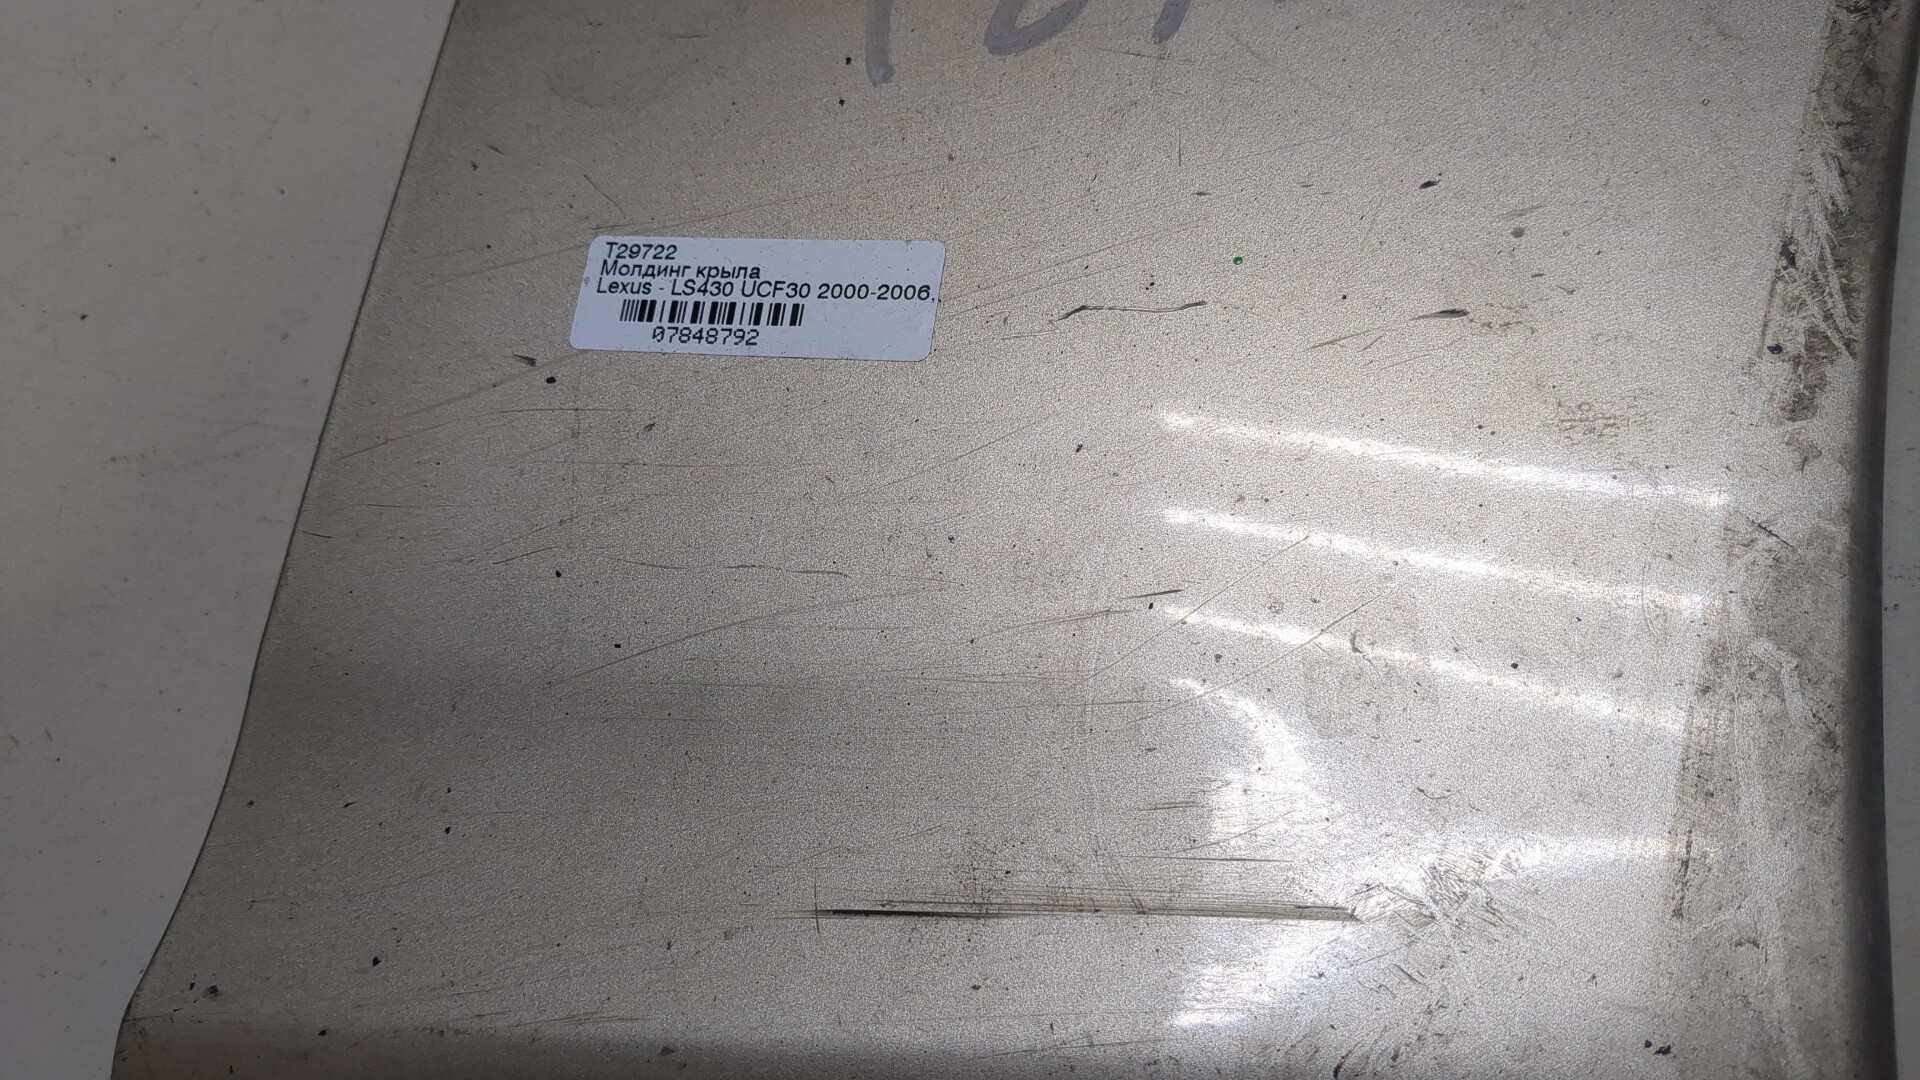 T29722
Молдинг крыла
Lexus - LS430 UCF30 2000-2006,
07848792